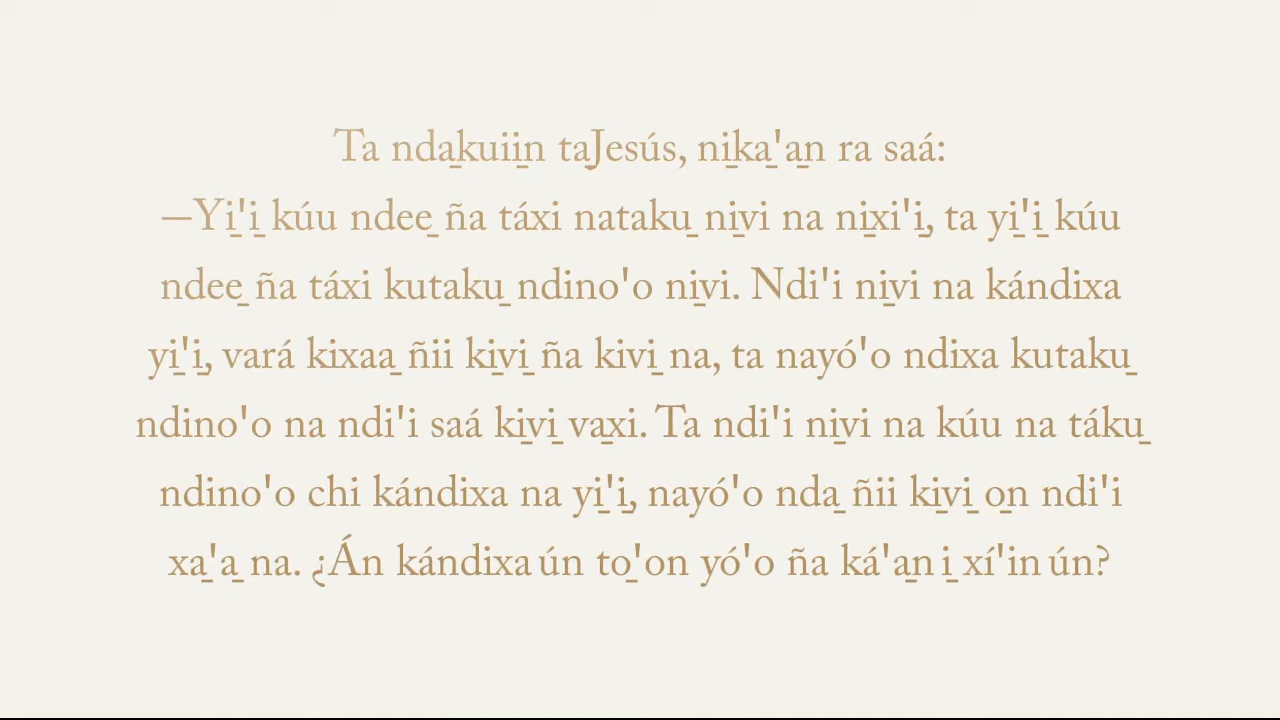 Ta nda̱kuii̱n ta̱Jesús, ni̱ka̱'a̱n ra saá:
—Yi̱'i̱ kúu ndee̱ ña táxi nataku̱ ni̱vi na ni̱xi'i̱, ta yi̱'i̱ kúu
ndee̱ ña táxi kutaku̱ ndino'o ni̱vi. Ndi'i ni̱vi na kándixa
yi̱'i̱, vará kixaa̱ ñii ki̱vi̱ ña kivi̱ na, ta nayó'o ndixa kutaku̱
ndino'o na ndi'i saá ki̱vi̱ va̱xi. Ta ndi'i ni̱vi na kúu na táku̱
ndino'o chi kándixa na yi̱'i̱, nayó'o nda̱ ñii ki̱vi̱ o̱n ndi'i
xa̱'a̱ na. ¿Án kándixa ún to̱'on yó'o ña ká'a̱n i̱ xí'in ún?